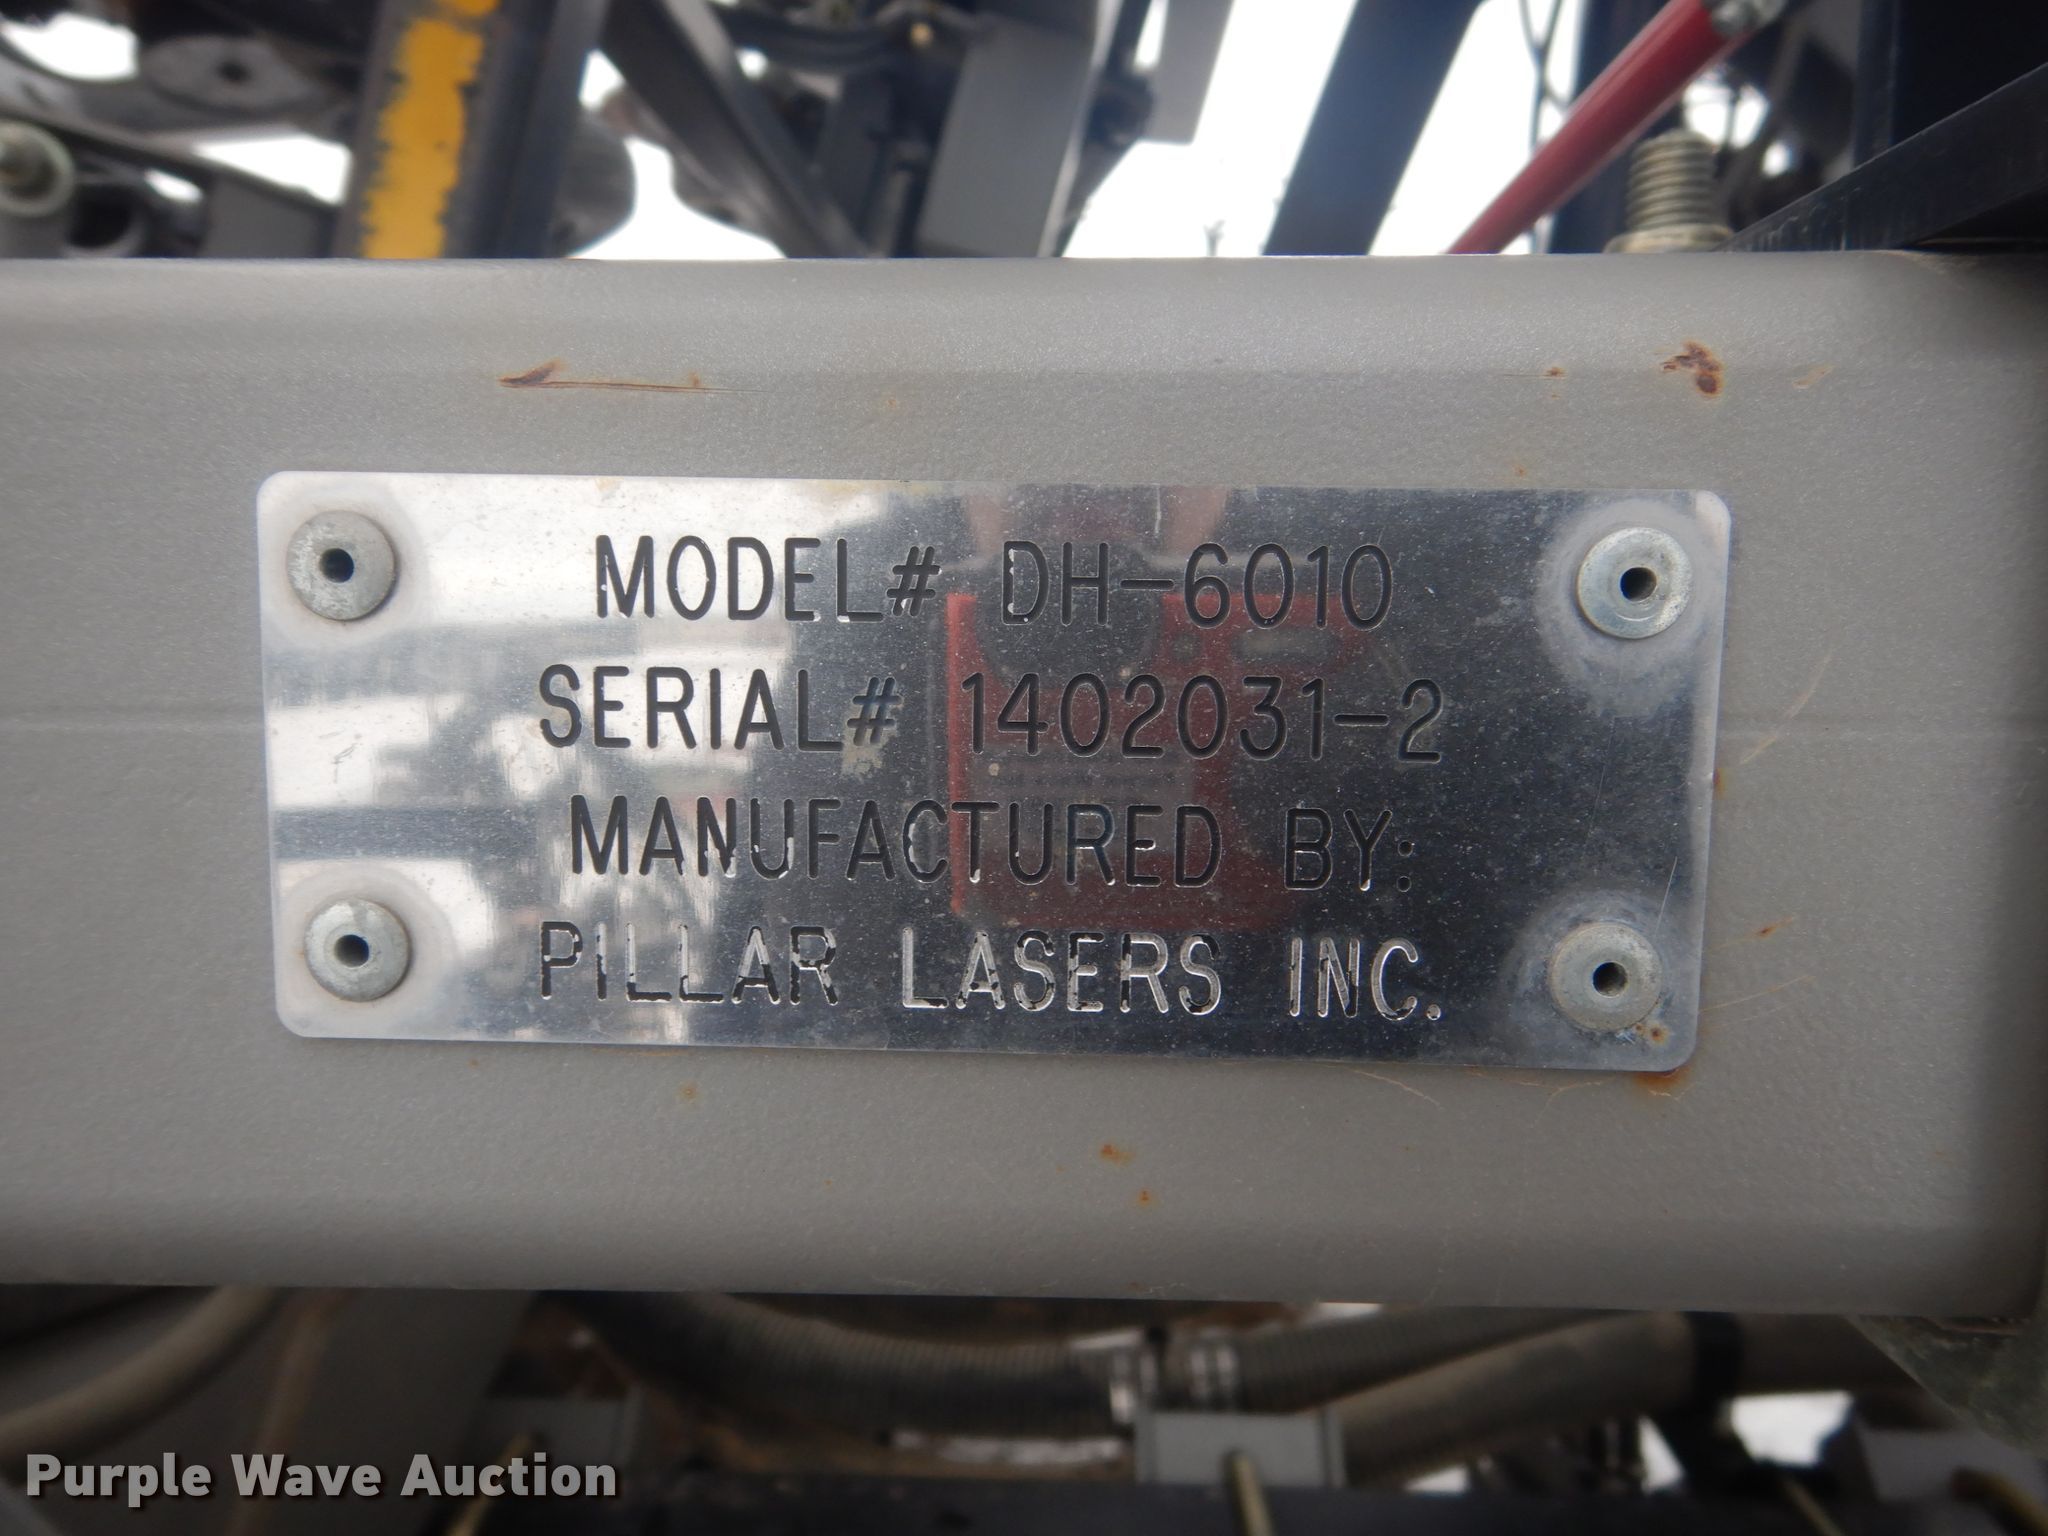 MODEL# DH-6010
SERIAL# 1402031-2
MANUFACTURED BY:
PILLAR LASERS INC.
Purple Wave Auction